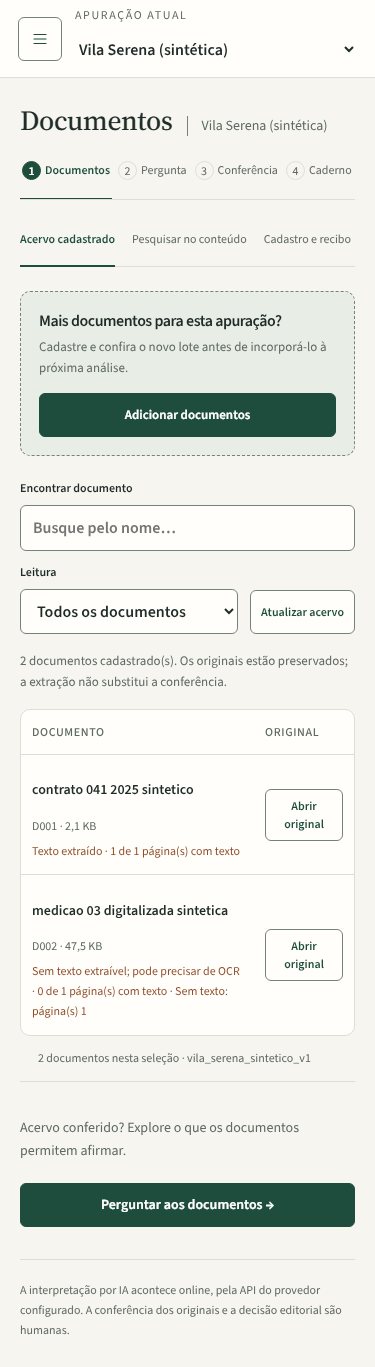 APURAÇÃO ATUAL
Vila Serena (sintética)
Documentos
Vila Serena (sintética)
1 Documentos 2 Pergunta 3 Conferência 4 Caderno
Acervo cadastrado Pesquisar no conteúdo Cadastro e recibo
Mais documentos para esta apuração?
Cadastre e confira o novo lote antes de incorporá-lo à
próxima análise.
Adicionar documentos
Encontrar documento
Busque pelo nome...
Leitura
Todos os documentos
Atualizar acervo
2 documentos cadastrado(s). Os originais estão preservados;
a extração não substitui a conferência.
DOCUMENTO ORIGINAL
contrato 041 2025 sintetico
D001 · 2,1 KB
Texto extraído · 1 de 1 página(s) com texto
Abrir
original
medicao 03 digitalizada sintetica
D002 · 47,5 KB
Sem texto extraível; pode precisar de OCR
· 0 de 1 página(s) com texto · Sem texto:
página(s) 1
Abrir
original
2 documentos nesta seleção · vila_serena_sintetico_v1
Acervo conferido? Explore o que os documentos
permitem afirmar.
Perguntar aos documentos →
A interpretação por IA acontece online, pela API do provedor
configurado. A conferência dos originais e a decisão editorial são
humanas.